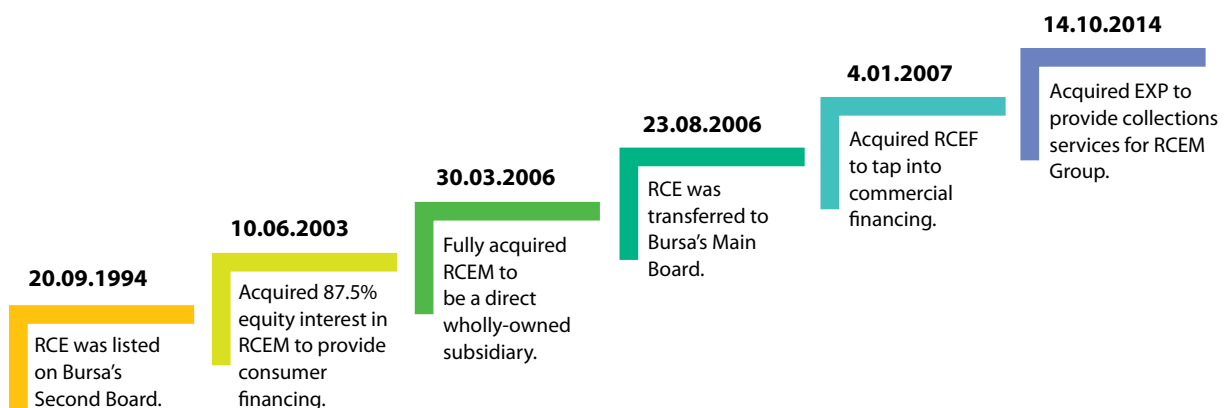 20.09.1994
RCE was listed
on Bursa's
Second Board.
10.06.2003
Acquired 87.5%
equity interest in
RCEM to provide
consumer
financing.
30.03.2006
Fully acquired
RCEM to
be a direct
wholly-owned
subsidiary.
23.08.2006
RCE was
transferred to
Bursa's Main
Board.
4.01.2007
Acquired RCEF
to tap into
commercial
financing.
14.10.2014
Acquired EXP to
provide collections
services for RCEM
Group.